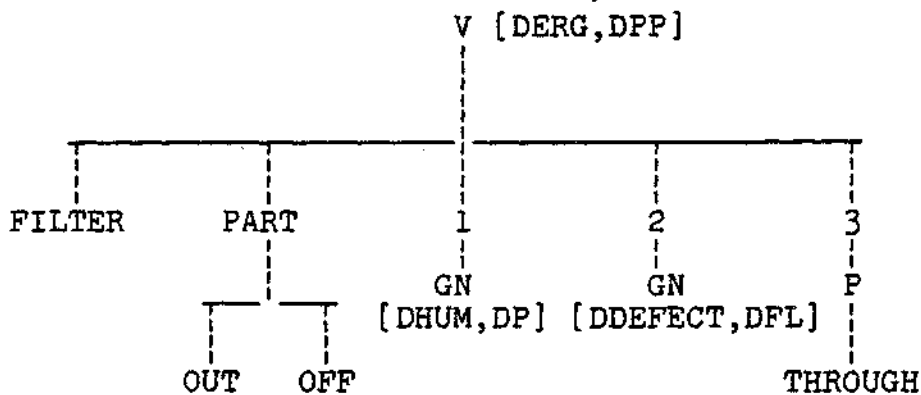 V [DERG,DPP]
FILTER PART 1 2 3
GN GN P
[DHUM,DP] [DDEFECT,DFL]
OUT OFF THROUGH